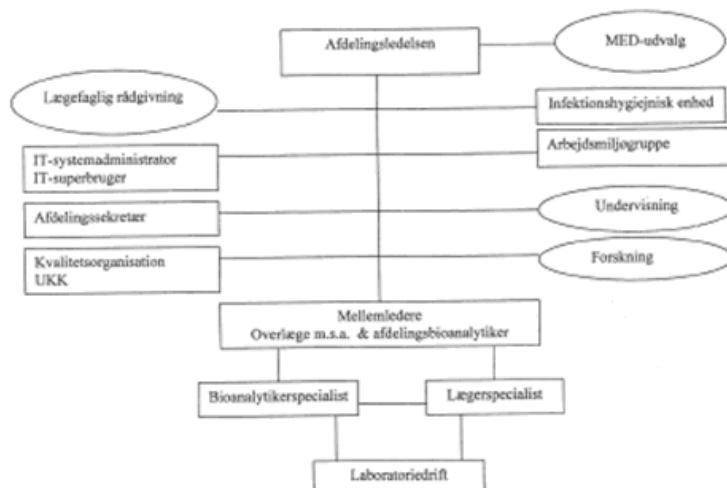 Afdelingsledelsen
MED-udvalg
Lægefaglig rådgivning
Infektionshygiejnisk enhed
IT-systemadministrator
IT-superbruger
Arbejdsmiljøgruppe
Afdelingssekretær
Undervisning
Kvalitetsorganisation
UKK
Forskning
Mellemledere
Overlæge m.s.a. & afdelingsbioanalytiker
Bioanalytikerspecialist
Lægerspecialist
Laboratoriedrift